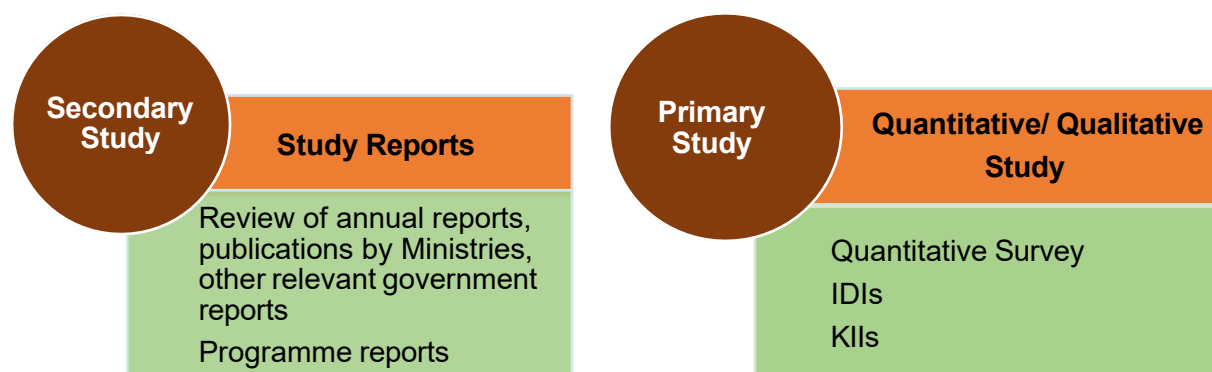 Secondary
Study
Study Reports
Review of annual reports,
publications by Ministries,
other relevant government
reports
Programme reports
Primary
Study
Quantitative/ Qualitative
Study
Quantitative Survey
IDIs
KIIs